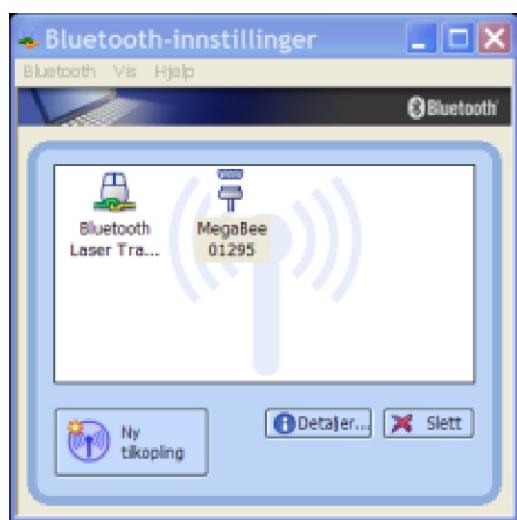 Bluetooth-innstillinger
Bluetooth Vis Hjelp
Bluetooth
Bluetooth
Laser Tra...
MegaBee
01295
Ny
tilkopling
Detaljer...
Slett